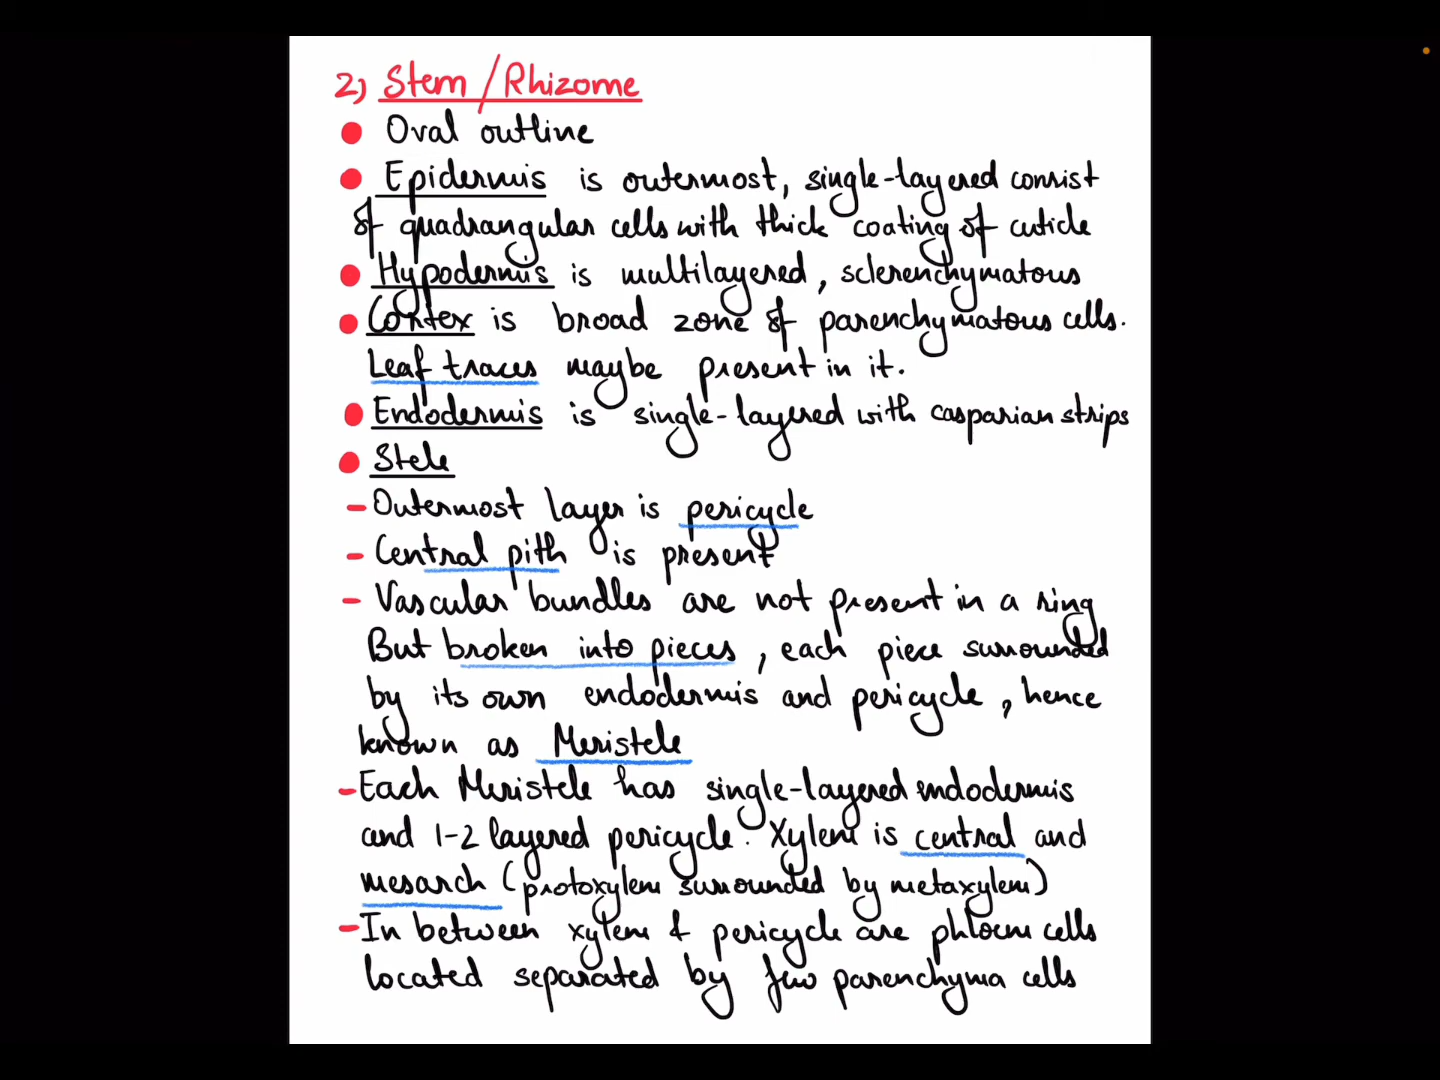 2) Stem / Rhizome
Oval outline
Epidermis is outermost, single-layered consist
of quadrangular cells with thick coating of cuticle
Hypodermis is multilayered, sclerenchymatous
Cortex is broad zone of parenchymatous cells.
Leaf traces maybe present in it.
Endodermis is single-layered with casparian strips
Stele
- Outermost layer is pericycle
- Central pith is present
- Vascular bundles are not present in a ring
But broken into pieces, each piece surrounded
by its own endodermis and pericycle, hence
known as Meristele
- Each Meristele has single-layered endodermis
and 1-2 layered pericycle. Xylem is central and
mesarch (protoxylem surrounded by metaxylem)
- In between xylem & pericycle are phloem cells
located separated by few parenchyma cells